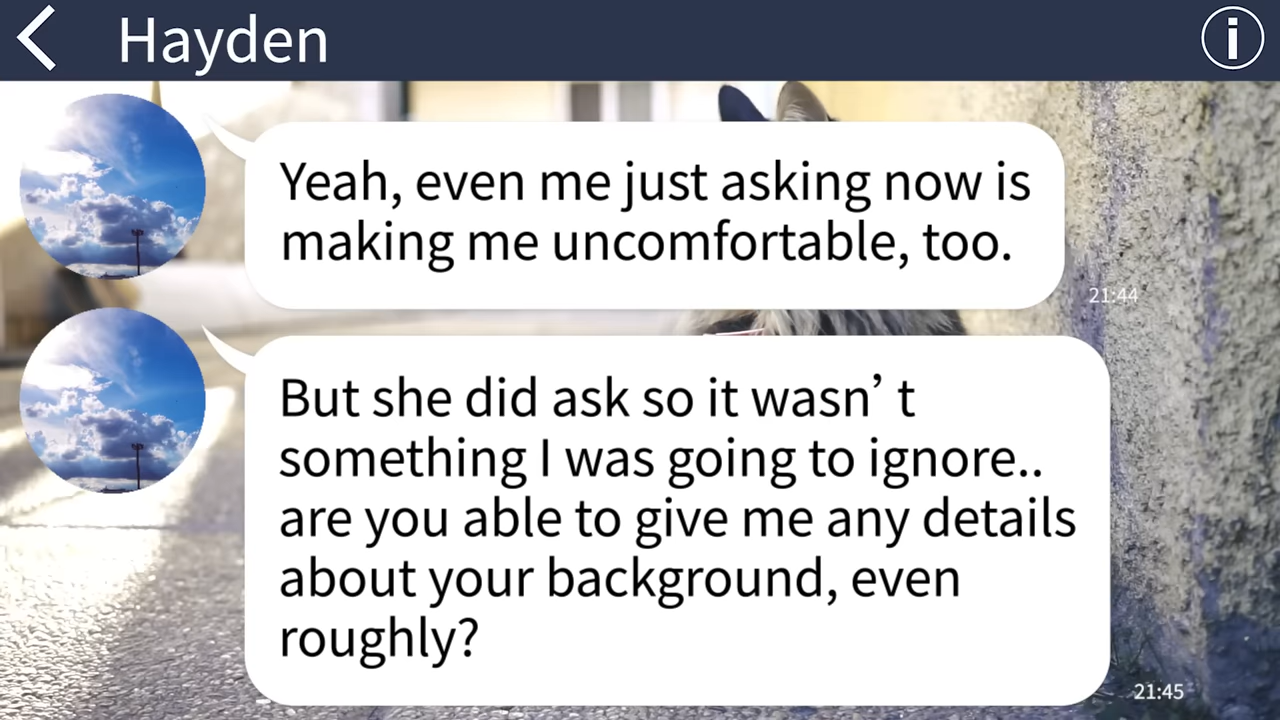 Hayden
Yeah, even me just asking now is
making me uncomfortable, too.
21:44
But she did ask so it wasn’ t
something I was going to ignore..
are you able to give me any details
about your background, even
roughly?
21:45